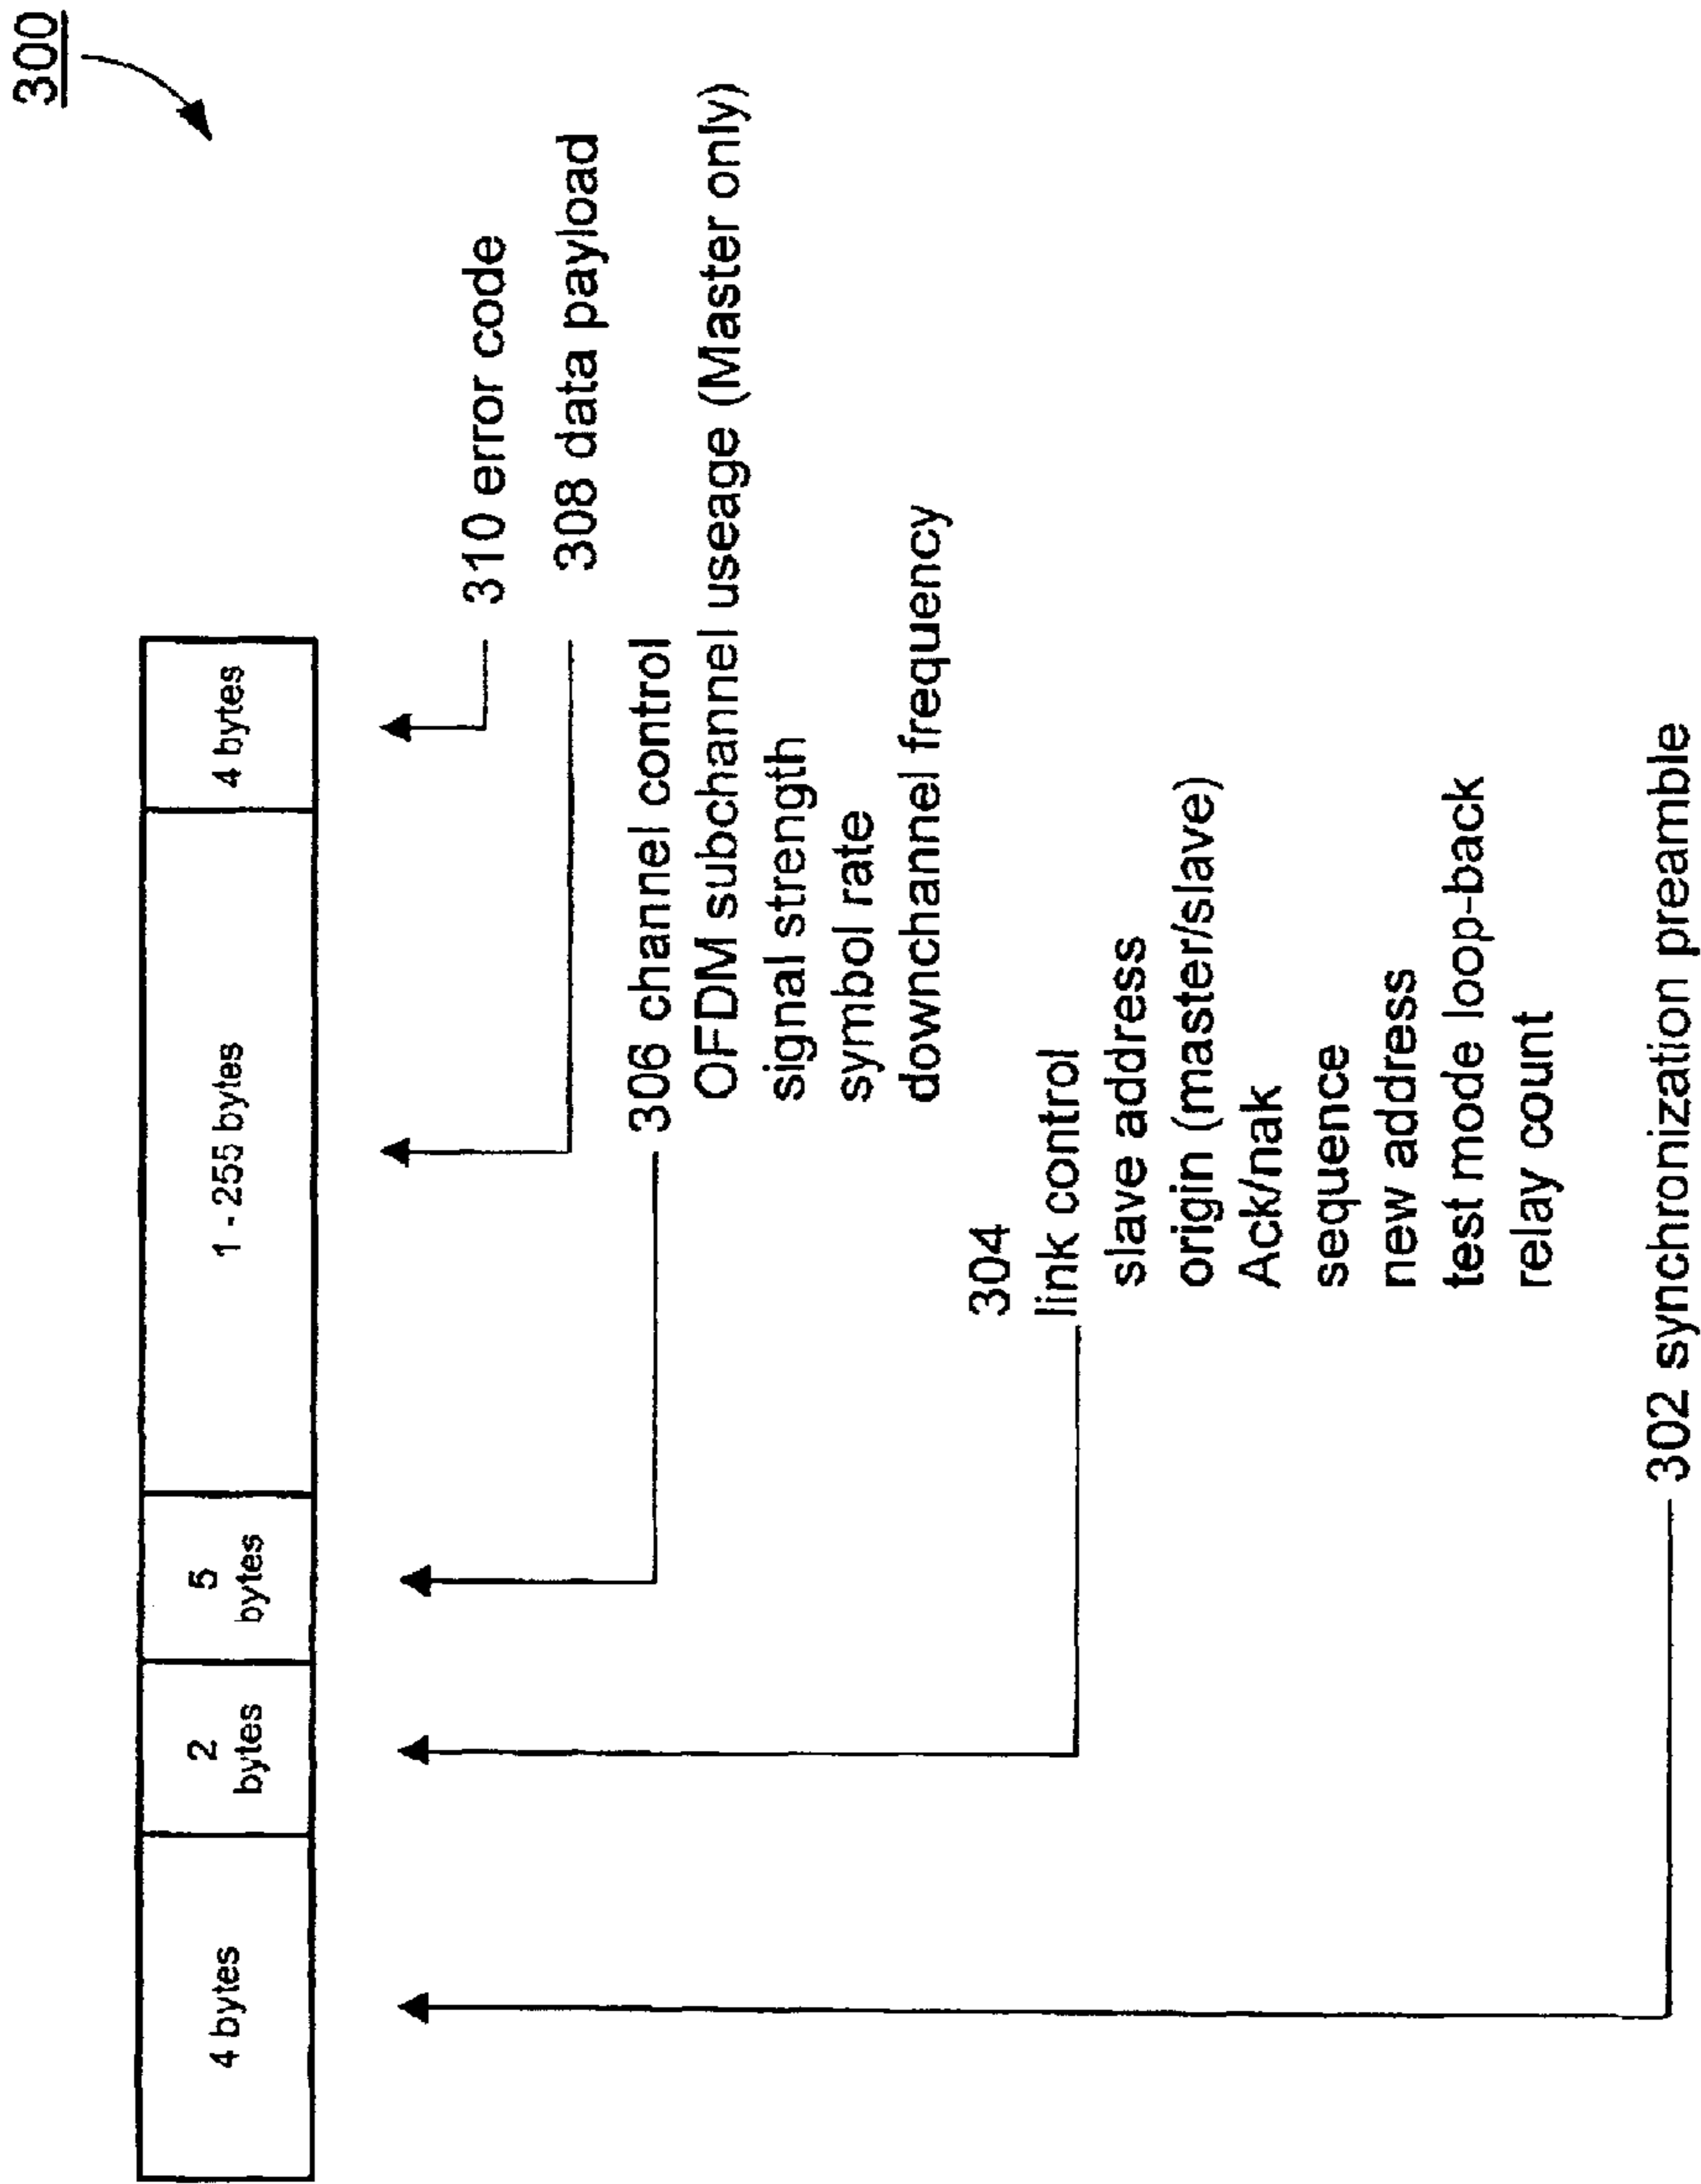 300
4 bytes
2
bytes
5
bytes
1 - 255 bytes
4 bytes
310 error code
308 data payload
306 channel control
OFDM subchannel useage (Master only)
signal strength
symbol rate
downchannel frequency
304
link control
slave address
origin (master/slave)
Ack/nak
sequence
new address
test mode loop-back
relay count
302 synchronization preamble